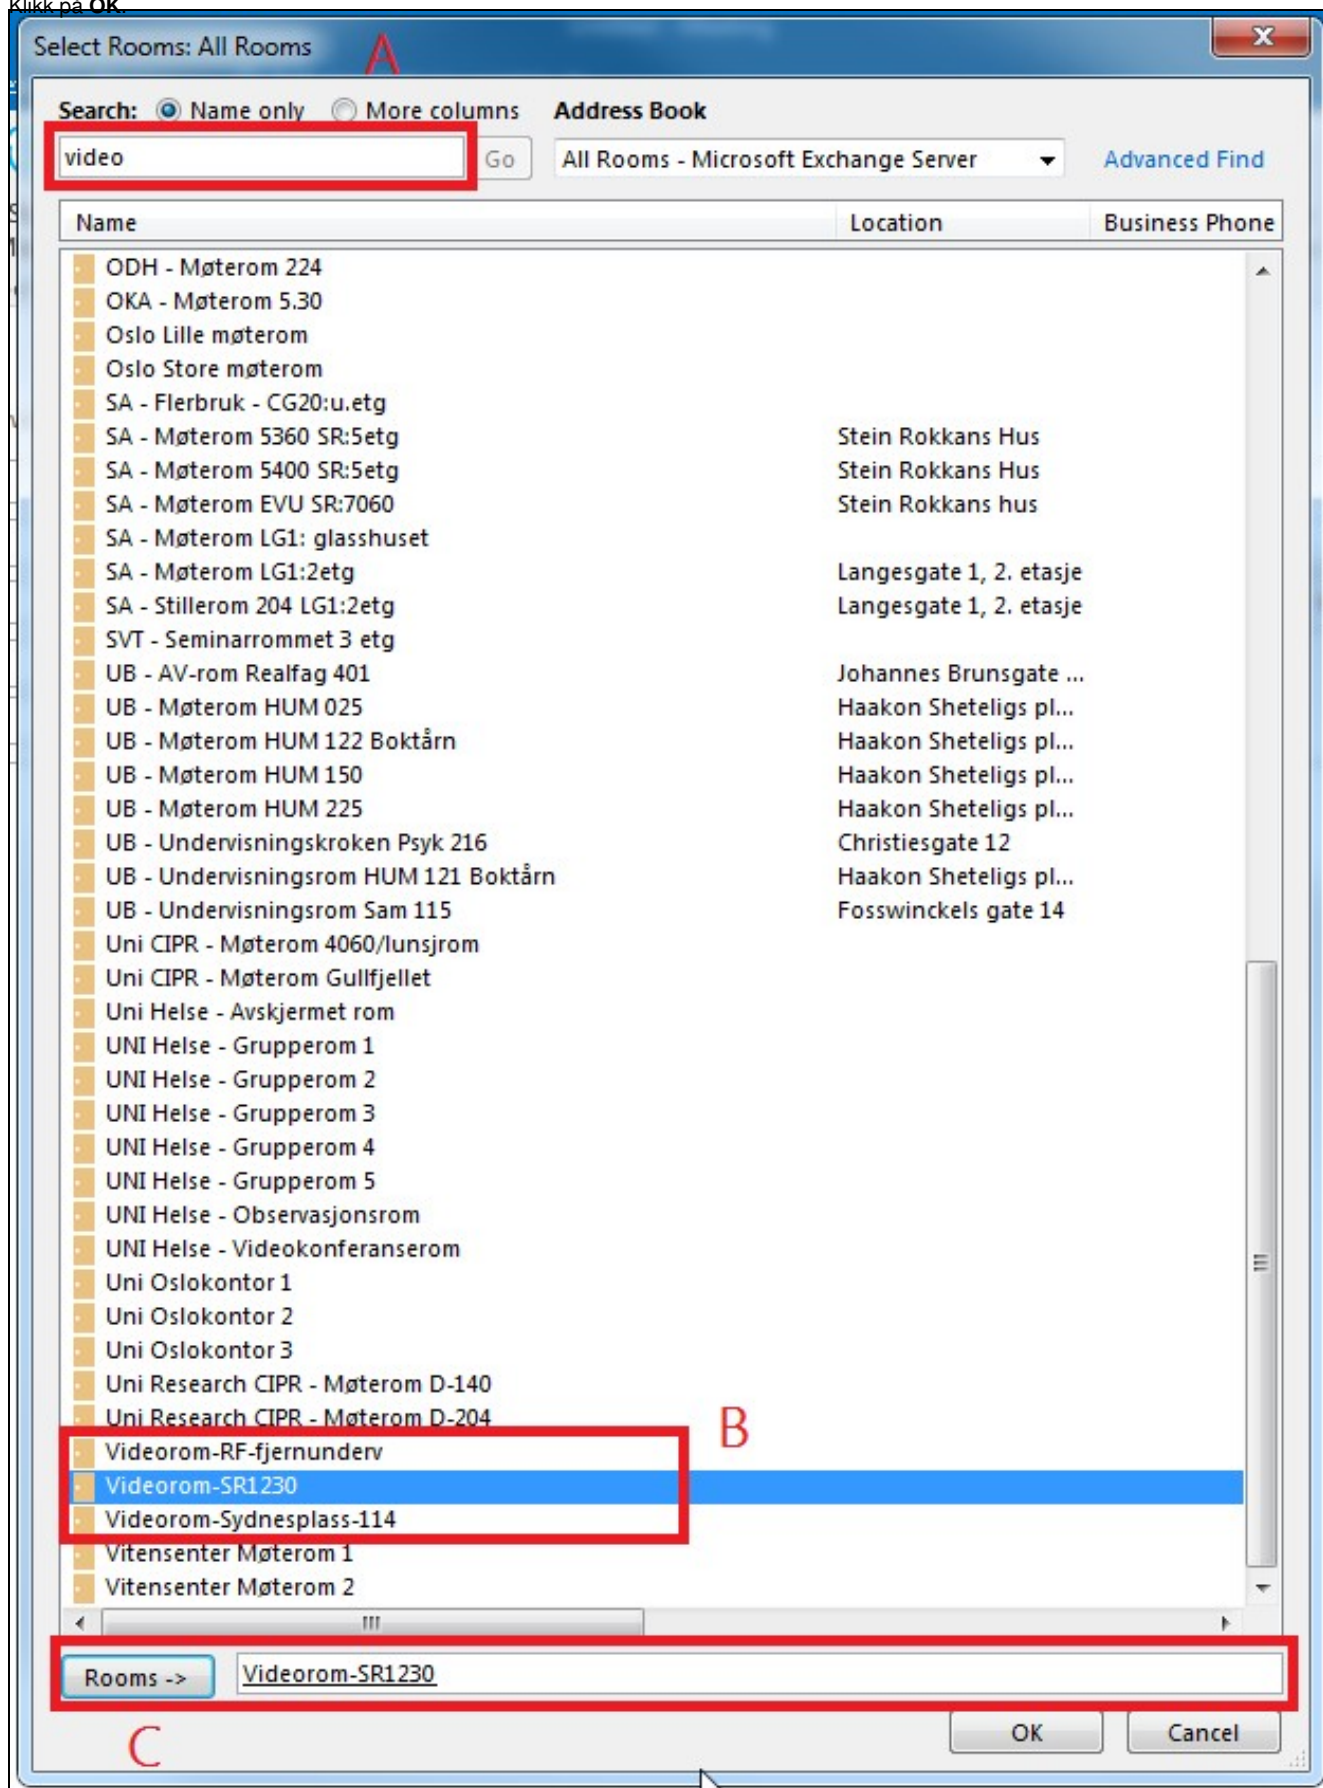 Klikk på OK.
Select Rooms: All Rooms
A
Search: Name only More columns Address Book
video Go All Rooms - Microsoft Exchange Server Advanced Find
Name Location Business Phone
ODH - Møterom 224
OKA - Møterom 5.30
Oslo Lille møterom
Oslo Store møterom
SA - Flerbruk - CG20:u.etg
SA - Møterom 5360 SR:5etg Stein Rokkans Hus
SA - Møterom 5400 SR:5etg Stein Rokkans Hus
SA - Møterom EVU SR:7060 Stein Rokkans hus
SA - Møterom LG1: glasshuset
SA - Møterom LG1:2etg Langesgate 1, 2. etasje
SA - Stillerom 204 LG1:2etg Langesgate 1, 2. etasje
SVT - Seminarrommet 3 etg
UB - AV-rom Realfag 401 Johannes Brunsgate ...
UB - Møterom HUM 025 Haakon Sheteligs pl...
UB - Møterom HUM 122 Boktårn Haakon Sheteligs pl...
UB - Møterom HUM 150 Haakon Sheteligs pl...
UB - Møterom HUM 225 Haakon Sheteligs pl...
UB - Undervisningskroken Psyk 216 Christiesgate 12
UB - Undervisningsrom HUM 121 Boktårn Haakon Sheteligs pl...
UB - Undervisningsrom Sam 115 Fosswinckels gate 14
Uni CIPR - Møterom 4060/lunsjrom
Uni CIPR - Møterom Gullfjellet
Uni Helse - Avskjermet rom
UNI Helse - Grupperom 1
UNI Helse - Grupperom 2
UNI Helse - Grupperom 3
UNI Helse - Grupperom 4
UNI Helse - Grupperom 5
UNI Helse - Observasjonsrom
UNI Helse - Videokonferanserom
Uni Oslokontor 1
Uni Oslokontor 2
Uni Oslokontor 3
Uni Research CIPR - Møterom D-140
Uni Research CIPR - Møterom D-204
B
Videorom-RF-fjernunderv
Videorom-SR1230
Videorom-Sydnesplass-114
Vitensenter Møterom 1
Vitensenter Møterom 2
Rooms -> Videorom-SR1230
C
OK Cancel